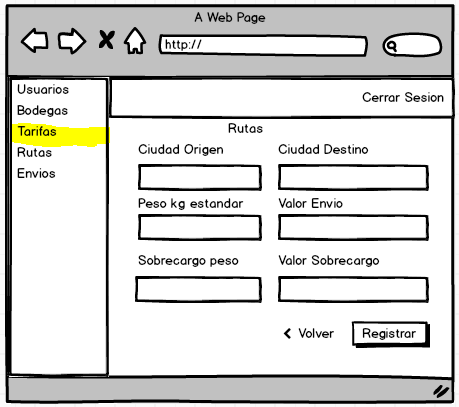 A Web Page
http://
Usuarios
Bodegas
Tarifas
Rutas
Envios
Cerrar Sesion
Rutas
Ciudad Origen
Ciudad Destino
Peso kg estandar
Valor Envio
Sobrecargo peso
Valor Sobrecargo
Volver
Registrar